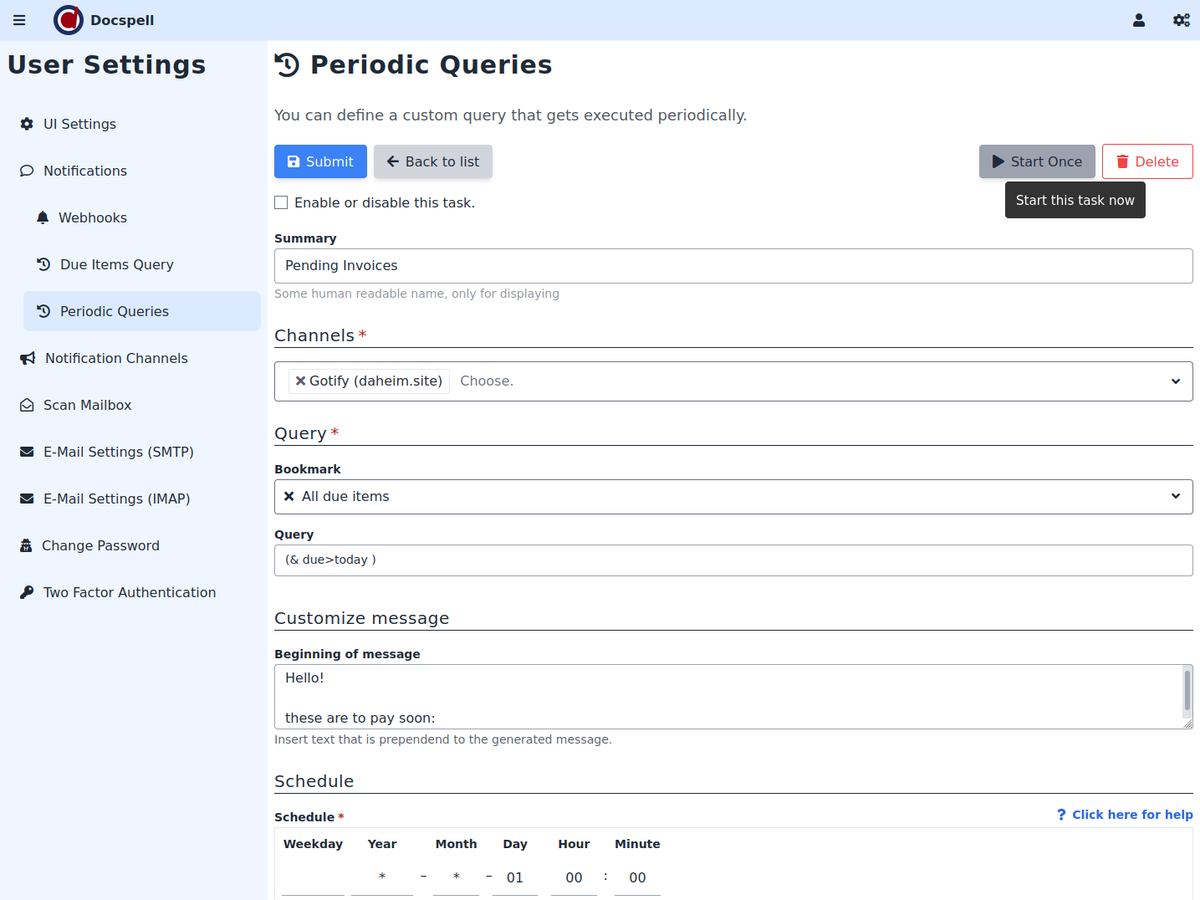 Docspell
User Settings
UI Settings
Notifications
Webhooks
Due Items Query
Periodic Queries
Notification Channels
Scan Mailbox
E-Mail Settings (SMTP)
E-Mail Settings (IMAP)
Change Password
Two Factor Authentication
Periodic Queries
You can define a custom query that gets executed periodically.
Submit
Back to list
Start Once
Delete
Start this task now
Enable or disable this task.
Summary
Pending Invoices
Some human readable name, only for displaying
Channels *
Gotify (daheim.site) Choose.
Query *
Bookmark
All due items
Query
(& due>today )
Customize message
Beginning of message
Hello!
these are to pay soon:
Insert text that is prependend to the generated message.
Schedule
Schedule *
? Click here for help
Weekday Year Month Day Hour Minute
* – * – 01 00 : 00